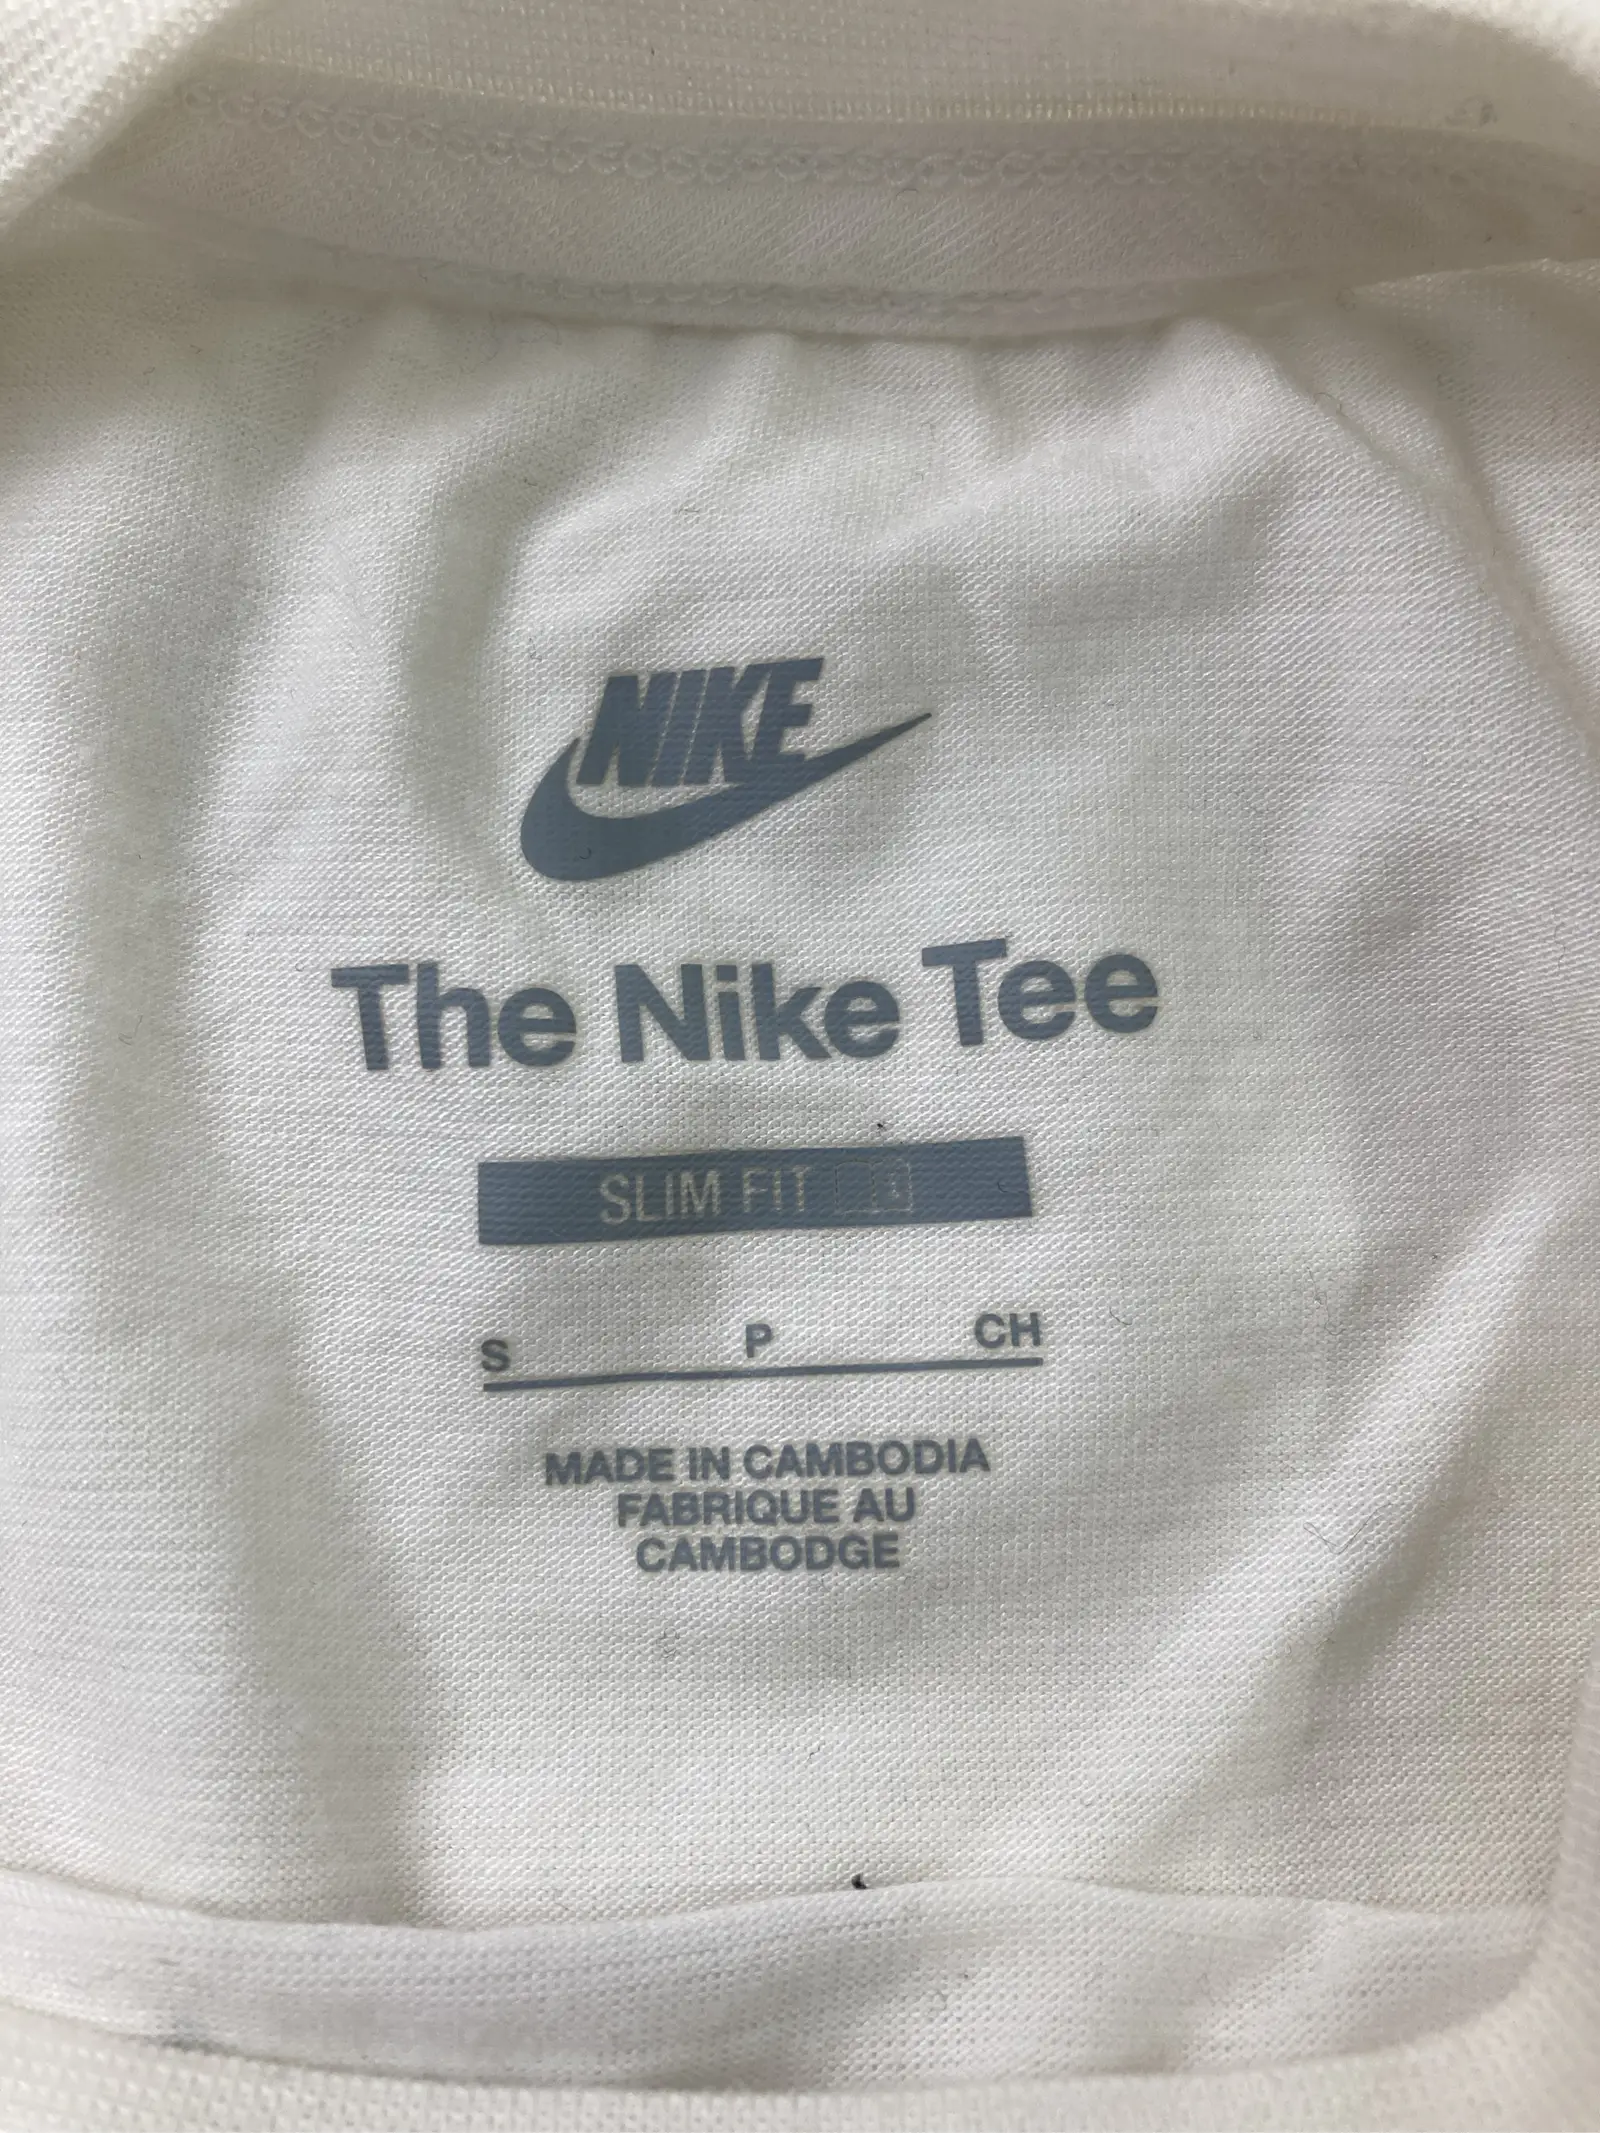 NIKE
The Nike Tee
SLIM FIT
S P CH
MADE IN CAMBODIA
FABRIQUE AU
CAMBODGE